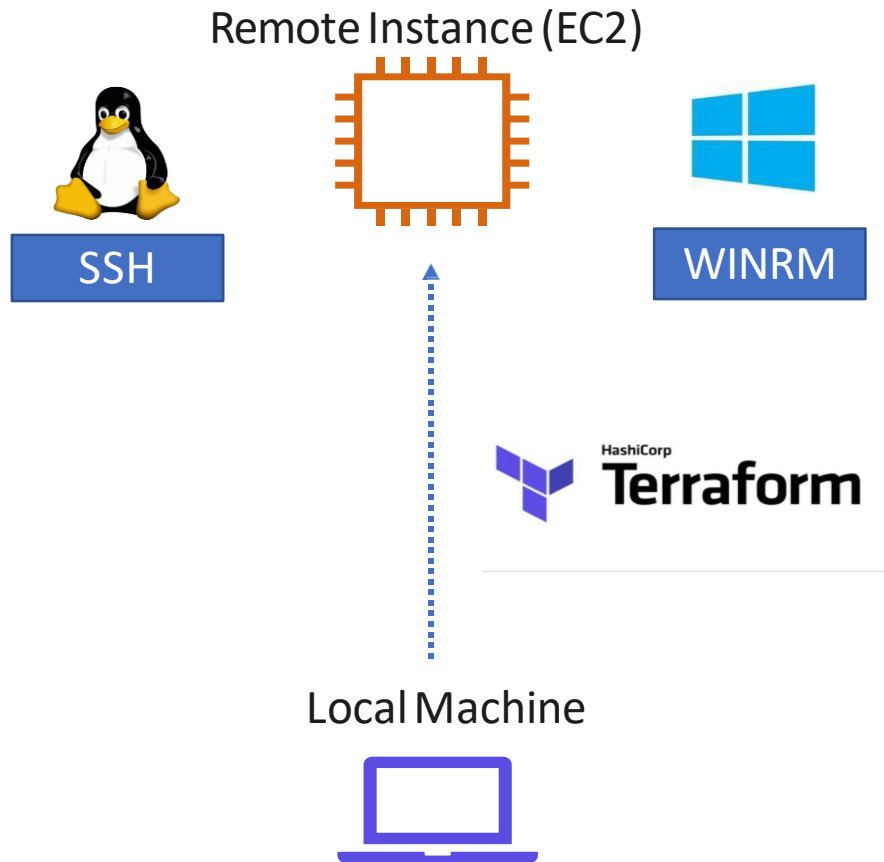 Remote Instance (EC2)
SSH
WINRM
HashiCorp
Terraform
Local Machine